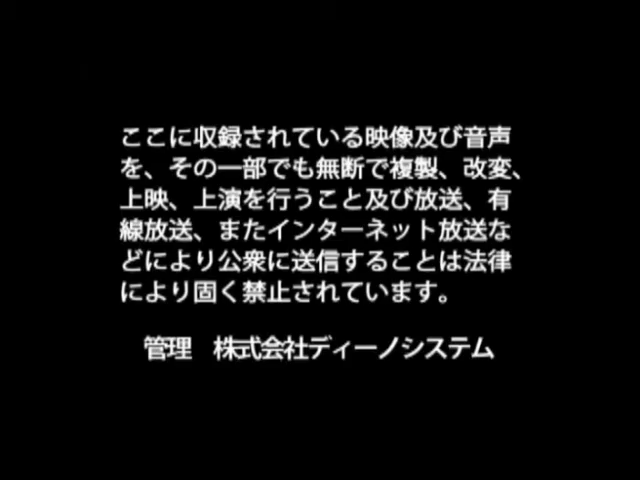 ここに収録されている映像及び音声
を、その一部でも無断で複製、改変、
上映、上演を行うこと及び放送、有
線放送、またインターネット放送な
どにより公衆に送信することは法律
により固く禁止されています。
管理　株式会社ディーノシステム